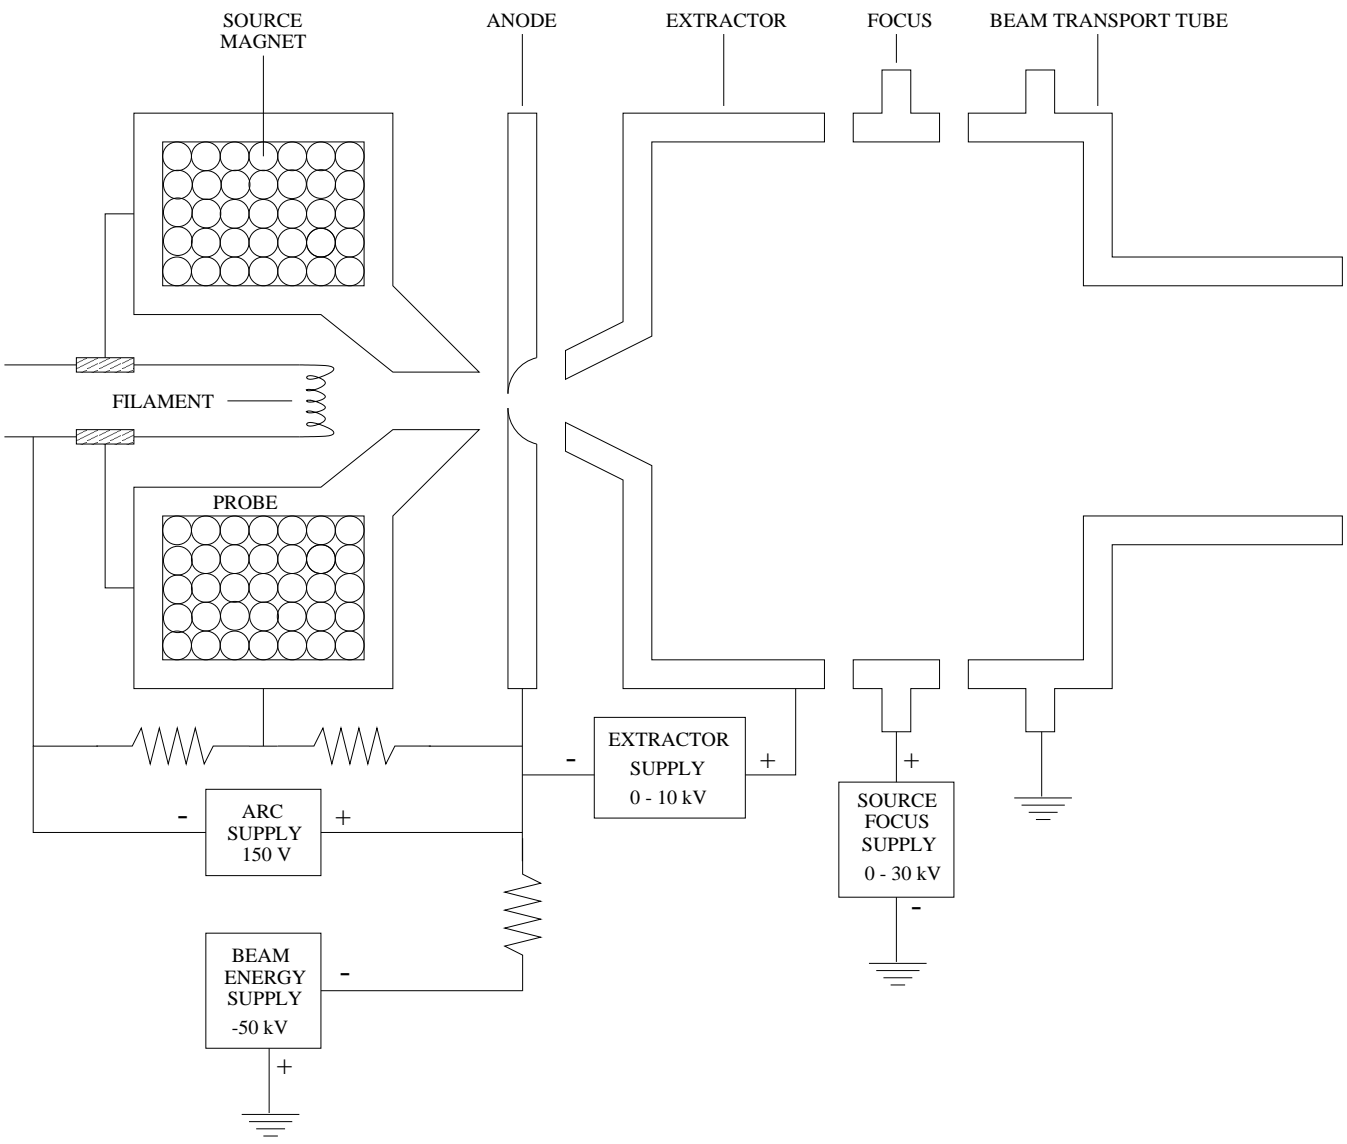 SOURCE
MAGNET
ANODE
EXTRACTOR
FOCUS
BEAM TRANSPORT TUBE
FILAMENT
PROBE
EXTRACTOR
SUPPLY
0 - 10 kV
-
+
ARC
SUPPLY
150 V
-
+
SOURCE
FOCUS
SUPPLY
0 - 30 kV
+
-
BEAM
ENERGY
SUPPLY
-50 kV
-
+